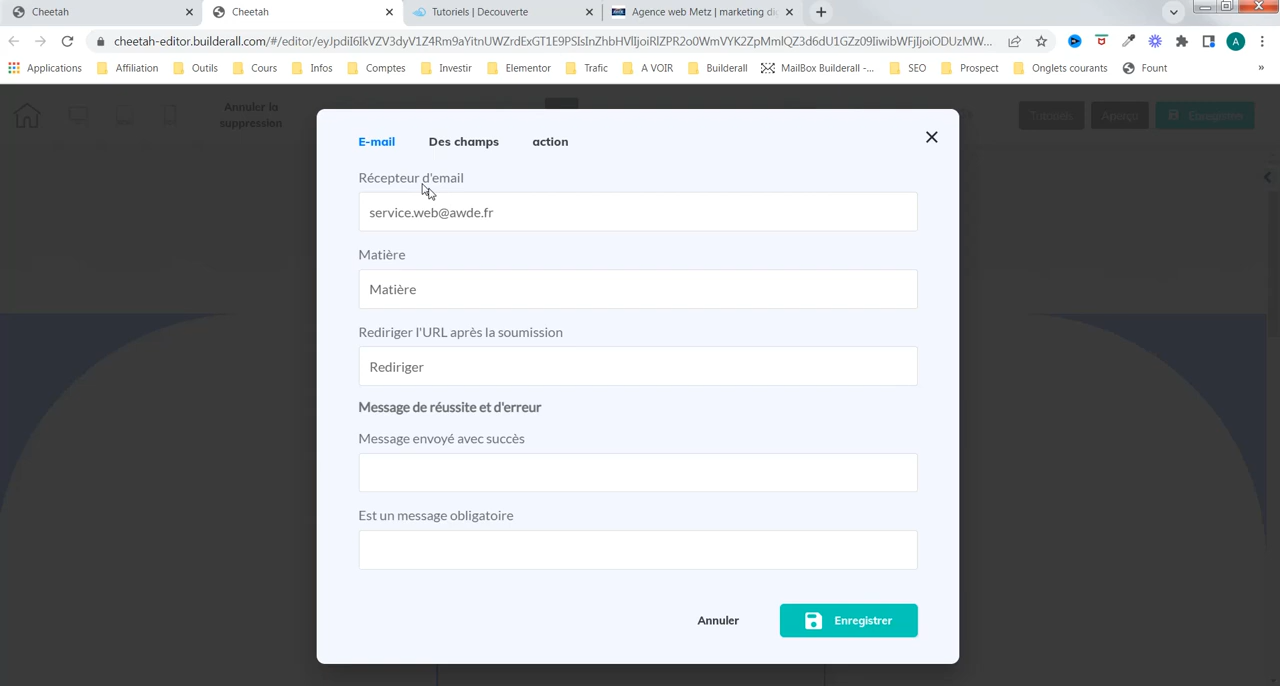 Cheetah
Cheetah
Tutoriels | Decouverte
Agence web Metz | marketing di
cheetah-editor.builderall.com/#/editor/
Applications
Affiliation
Outils
Cours
Infos
Comptes
Investir
Elementor
Trafic
A VOIR
Builderall
MailBox Builderall -...
SEO
Prospect
Onglets courants
Fount
»
A
Annuler la
suppression
Tutoriels
Aperçu
Enregistrer
E-mail
Des champs
action
Récepteur d'email
service.web@awde.fr
Matière
Matière
Rediriger l'URL après la soumission
Rediriger
Message de réussite et d'erreur
Message envoyé avec succès
Est un message obligatoire
Annuler
Enregistrer